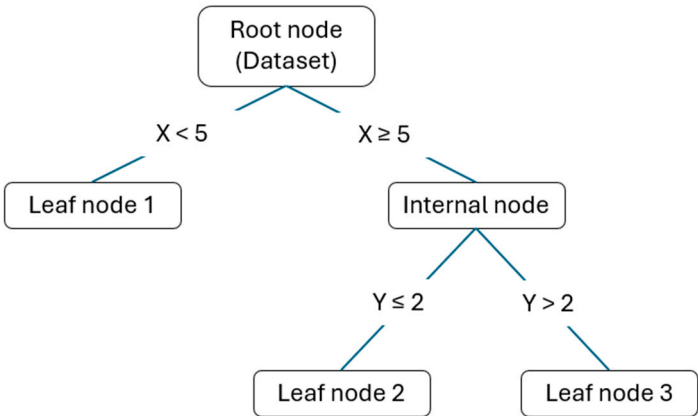 Root node
(Dataset)
X < 5
X ≥ 5
Leaf node 1
Internal node
Y ≤ 2
Y > 2
Leaf node 2
Leaf node 3